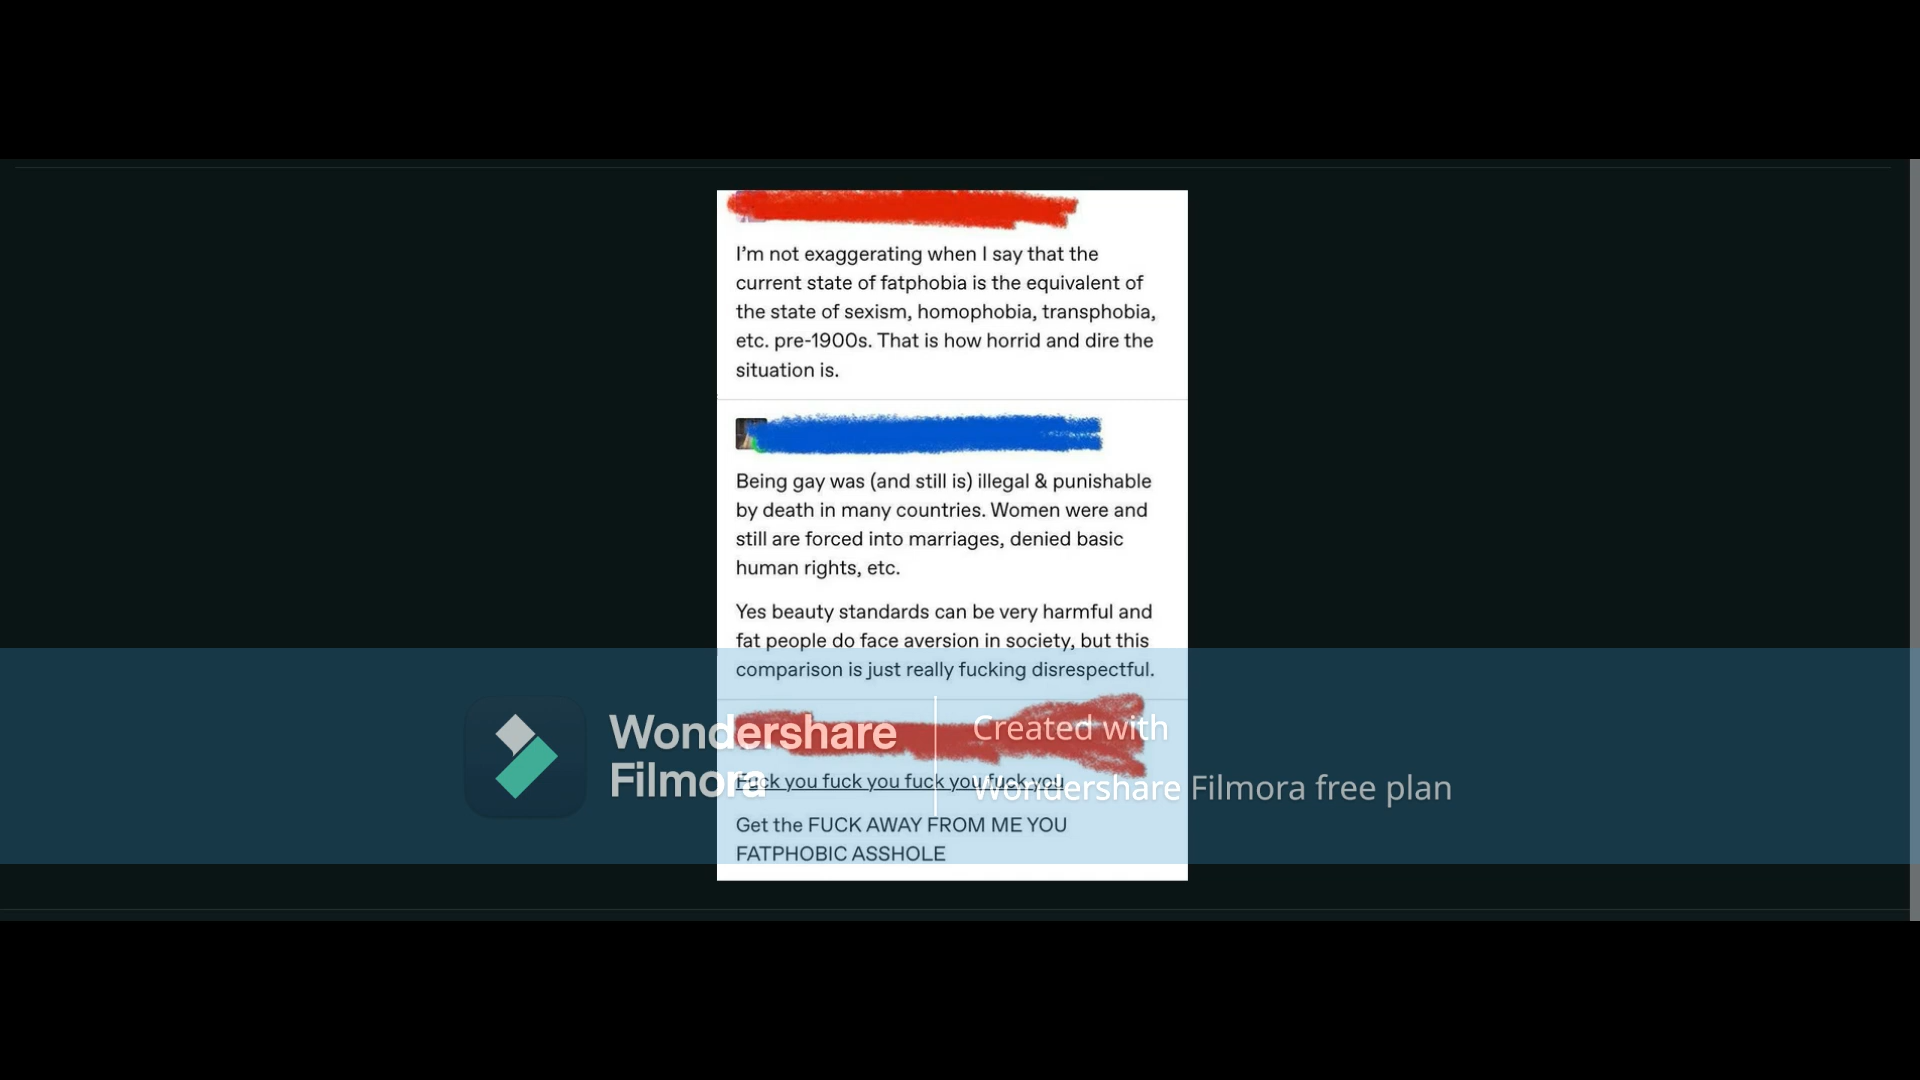 I’m not exaggerating when I say that the
current state of fatphobia is the equivalent of
the state of sexism, homophobia, transphobia,
etc. pre-1900s. That is how horrid and dire the
situation is.
Being gay was (and still is) illegal & punishable
by death in many countries. Women were and
still are forced into marriages, denied basic
human rights, etc.
Yes beauty standards can be very harmful and
fat people do face aversion in society, but this
comparison is just really fucking disrespectful.
Wondershare
Filmora
Created with
Wondershare Filmora free plan
Fuck you fuck you fuck you fuck you
Get the FUCK AWAY FROM ME YOU
FATPHOBIC ASSHOLE